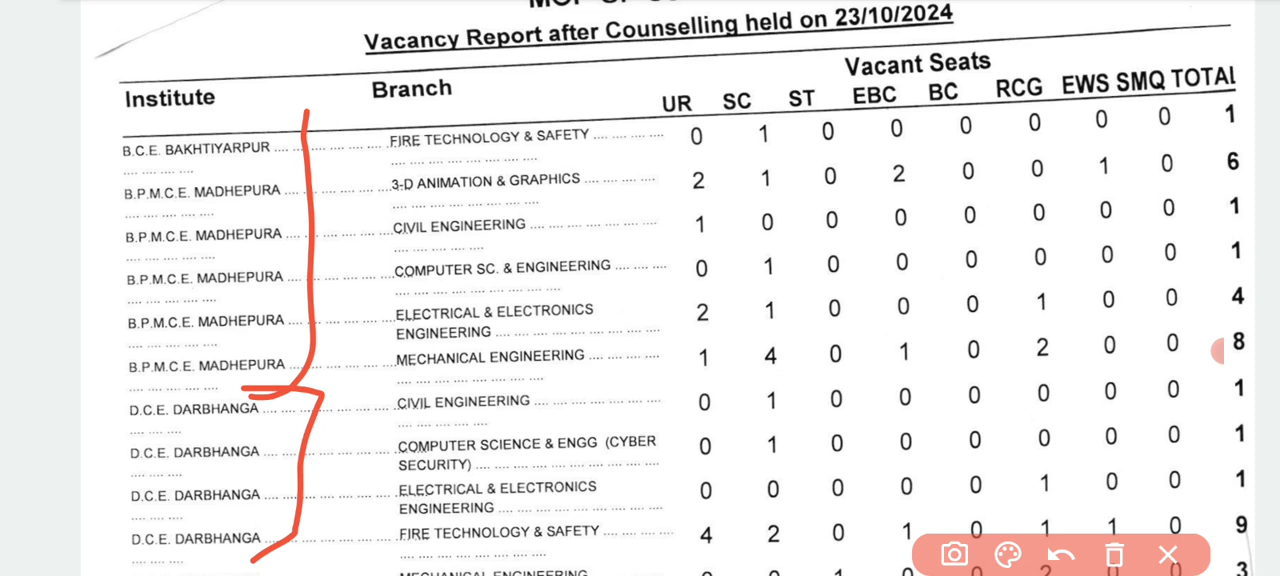 Vacancy Report after Counselling held on 23/10/2024
Vacant Seats
Institute Branch UR SC ST EBC BC RCG EWS SMQ TOTAL
B.C.E. BAKHTIYARPUR .... .... .... .... .... FIRE TECHNOLOGY & SAFETY .... .... .... .... 0 1 0 0 0 0 0 0 1
.... .... .... .... .... .... .... .... .... .... .... ....
B.P.M.C.E. MADHEPURA .... .... .... .... 3-D ANIMATION & GRAPHICS .... .... .... .... 2 1 0 2 0 0 1 0 6
.... .... .... .... .... .... .... .... .... .... .... .... ....
B.P.M.C.E. MADHEPURA .... .... .... .... CIVIL ENGINEERING .... .... .... .... .... .... .... 1 0 0 0 0 0 0 0 1
.... .... .... .... .... .... .... .... .... ....
B.P.M.C.E. MADHEPURA .... .... .... .... COMPUTER SC. & ENGINEERING .... .... .... 0 1 0 0 0 0 0 0 1
.... .... .... .... .... .... .... .... .... .... .... .... ....
B.P.M.C.E. MADHEPURA .... .... .... .... ELECTRICAL & ELECTRONICS 2 1 0 0 0 1 0 0 4
.... .... .... .... ENGINEERING .... .... .... .... .... .... .... .... ....
B.P.M.C.E. MADHEPURA .... .... .... .... MECHANICAL ENGINEERING .... .... .... .... 1 4 0 1 0 2 0 0 8
.... .... .... .... .... .... .... .... .... .... .... ....
D.C.E. DARBHANGA .... .... .... .... .... CIVIL ENGINEERING .... .... .... .... .... .... .... 0 1 0 0 0 0 0 0 1
.... .... .... .... .... .... .... ....
D.C.E. DARBHANGA .... .... .... .... .... COMPUTER SCIENCE & ENGG (CYBER 0 1 0 0 0 0 0 0 1
.... .... .... SECURITY) .... .... .... .... .... .... .... .... .... ....
D.C.E. DARBHANGA .... .... .... .... .... ELECTRICAL & ELECTRONICS 0 0 0 0 0 1 0 0 1
.... .... .... ENGINEERING .... .... .... .... .... .... .... .... ....
D.C.E. DARBHANGA .... .... .... .... .... FIRE TECHNOLOGY & SAFETY .... .... .... .... 4 2 0 1 0 1 1 0 9
.... .... .... .... .... .... .... .... .... .... ....
MECHANICAL ENGINEERING 3